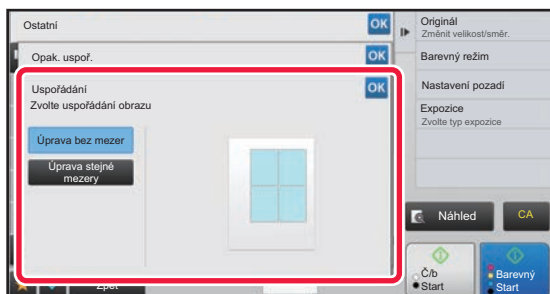 Ostatní
OK
Opak. uspoř.
OK
Uspořádání
OK
Zvolte uspořádání obrazu
Úprava bez mezer
Úprava stejné
mezery
Zpět
Originál
Změnit velikost/směr.
Barevný režim
Nastavení pozadí
Expozice
Zvolte typ expozice
Náhled
CA
Č/b
Start
Barevný
Start